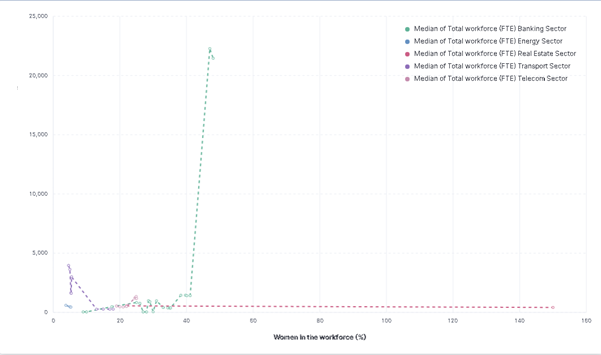 25,000
20,000
15,000
10,000
5,000
0
0 20 40 60 80 100 120 140 160
Women in the workforce (%)
Median of Total workforce (FTE) Banking Sector
Median of Total workforce (FTE) Energy Sector
Median of Total workforce (FTE) Real Estate Sector
Median of Total workforce (FTE) Transport Sector
Median of Total workforce (FTE) Telecom Sector